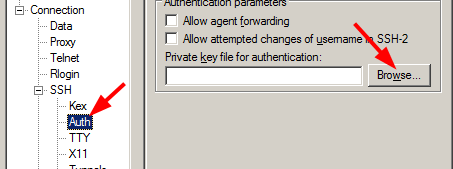 Connection
Data
Proxy
Telnet
Rlogin
SSH
Kex
Auth
TTY
X11
Tunnels
Authentication parameters
Allow agent forwarding
Allow attempted changes of username in SSH-2
Private key file for authentication:
Browse...